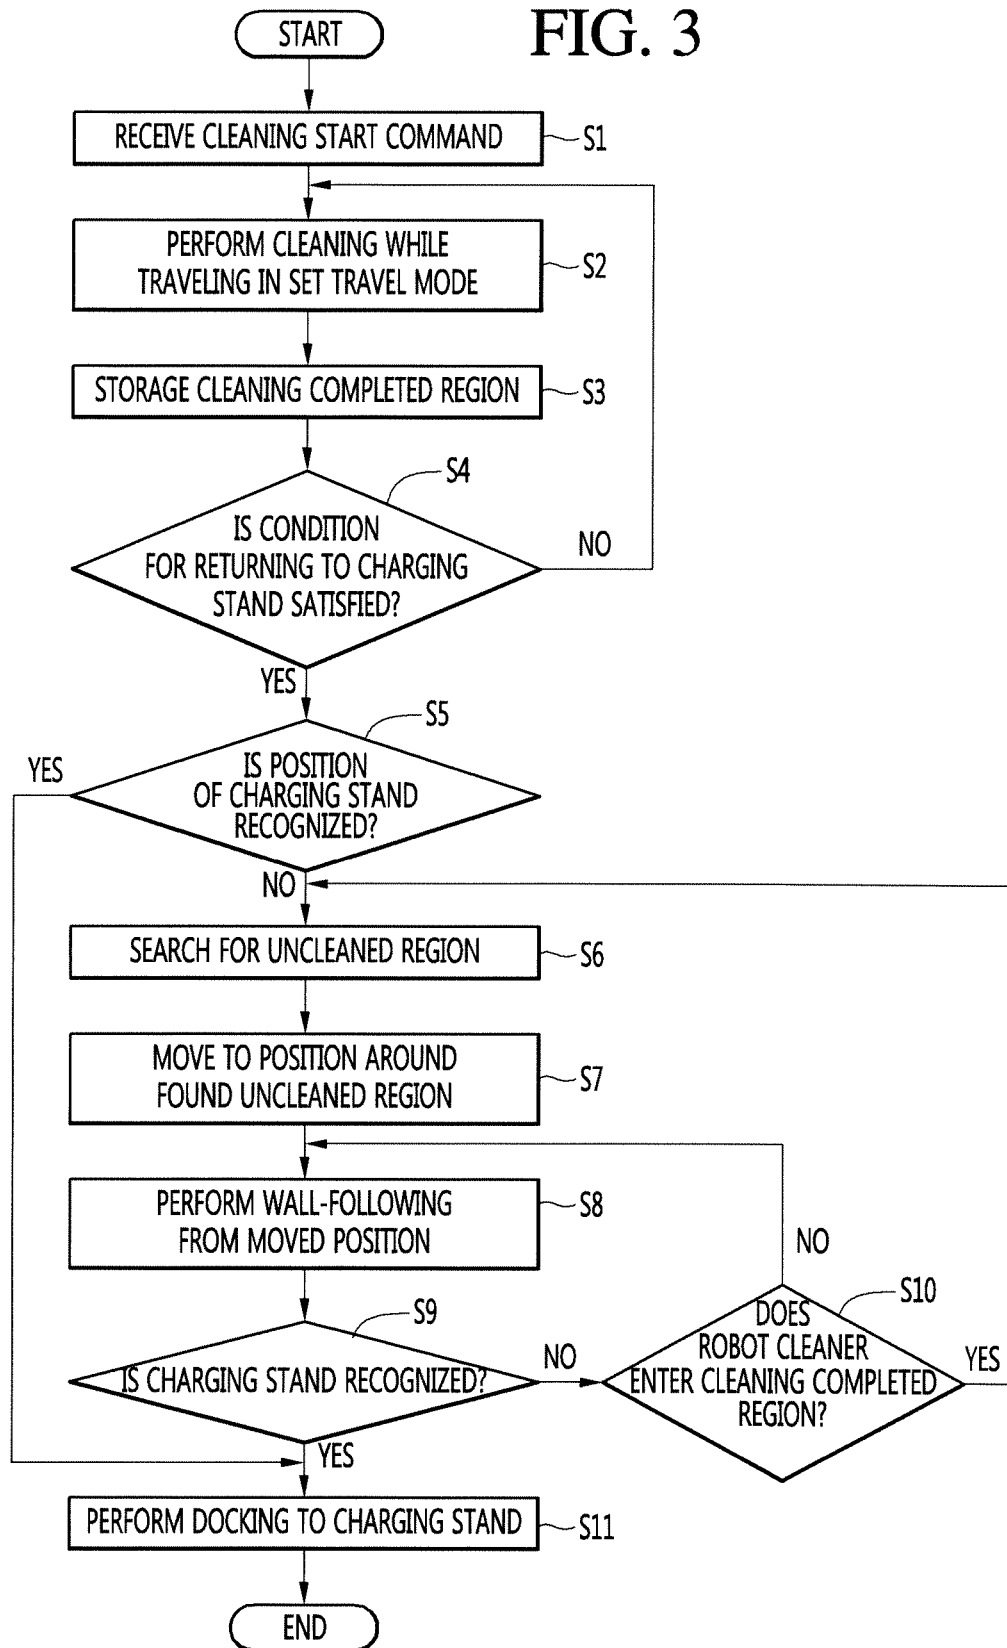 START
FIG. 3
RECEIVE CLEANING START COMMAND
S1
PERFORM CLEANING WHILE
TRAVELING IN SET TRAVEL MODE
S2
STORAGE CLEANING COMPLETED REGION
S3
S4
IS CONDITION
FOR RETURNING TO CHARGING
STAND SATISFIED?
NO
YES
S5
IS POSITION
OF CHARGING STAND
RECOGNIZED?
YES
NO
SEARCH FOR UNCLEANED REGION
S6
MOVE TO POSITION AROUND
FOUND UNCLEANED REGION
S7
PERFORM WALL-FOLLOWING
FROM MOVED POSITION
S8
NO
S9
IS CHARGING STAND RECOGNIZED?
NO
S10
DOES
ROBOT CLEANER
ENTER CLEANING COMPLETED
REGION?
YES
YES
PERFORM DOCKING TO CHARGING STAND
S11
END